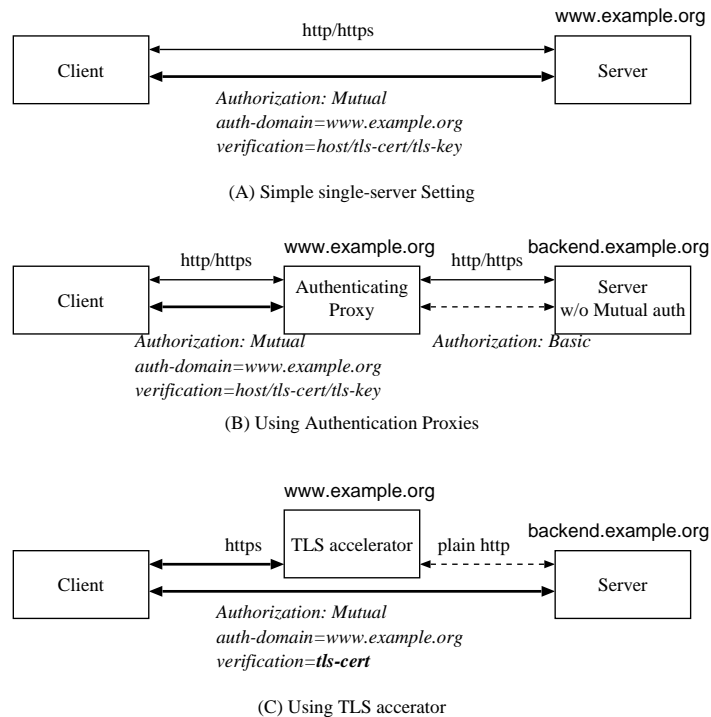 www.example.org
http/https
Client
Server
Authorization: Mutual
auth-domain=www.example.org
verification=host/tls-cert/tls-key
(A) Simple single-server Setting
www.example.org
backend.example.org
http/https
http/https
Client
Authenticating
Proxy
Server
w/o Mutual auth
Authorization: Mutual
auth-domain=www.example.org
verification=host/tls-cert/tls-key
Authorization: Basic
(B) Using Authentication Proxies
www.example.org
backend.example.org
https
TLS accelerator
plain http
Client
Server
Authorization: Mutual
auth-domain=www.example.org
verification=tls-cert
(C) Using TLS accerator